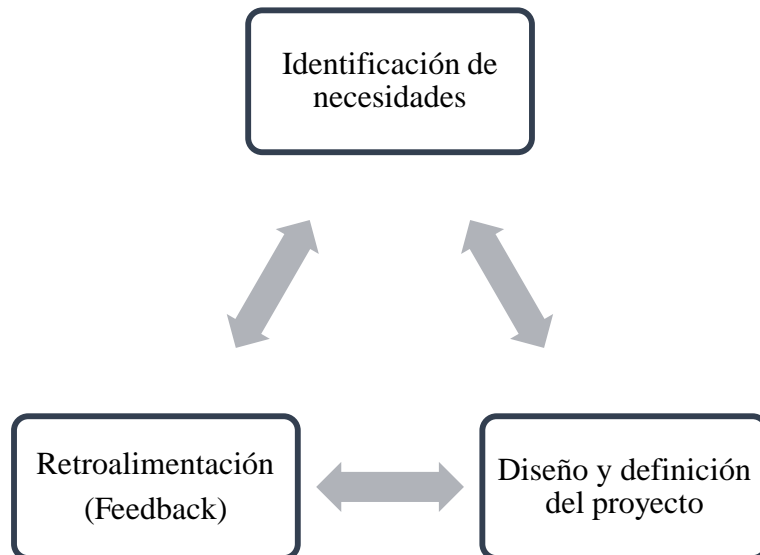 Identificación de
necesidades
Retroalimentación
(Feedback)
Diseño y definición
del proyecto